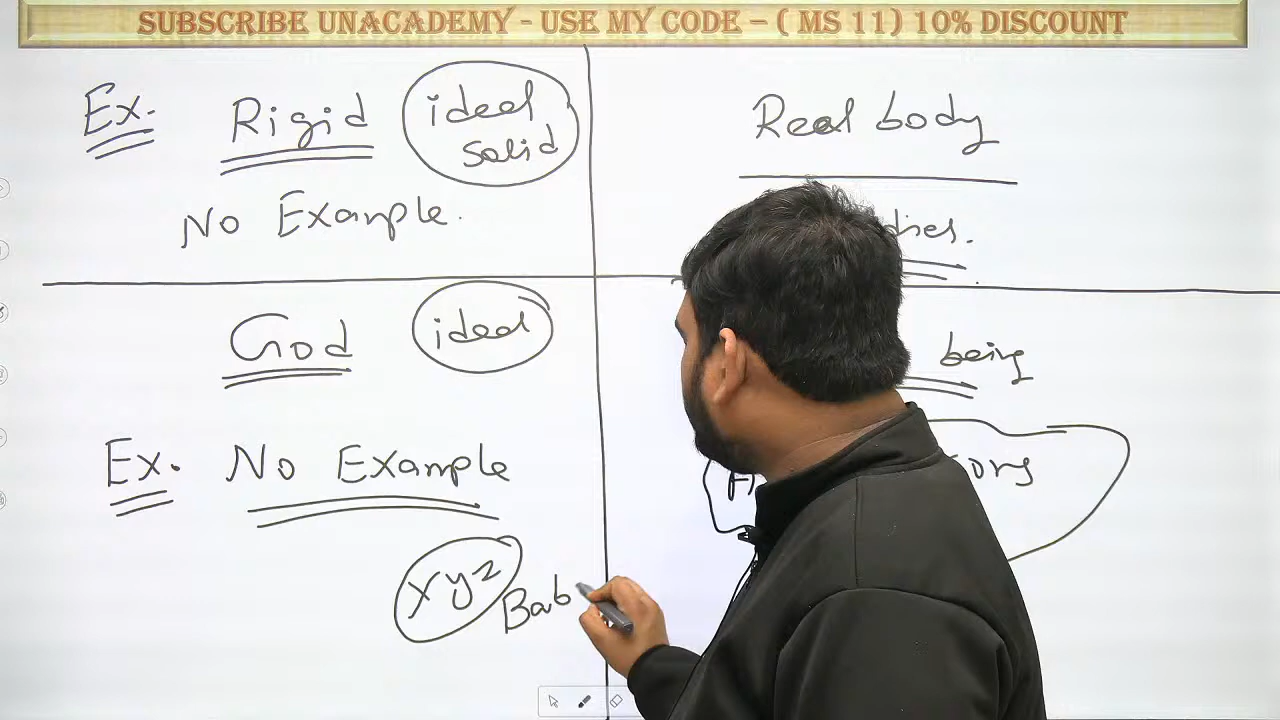 SUBSCRIBE UNACADEMY - USE MY CODE – ( MS 11) 10% DISCOUNT
Ex. Rigid ideal solid
No Example.
Real body
God ideal
being
Ex. No Example
xyz Bab